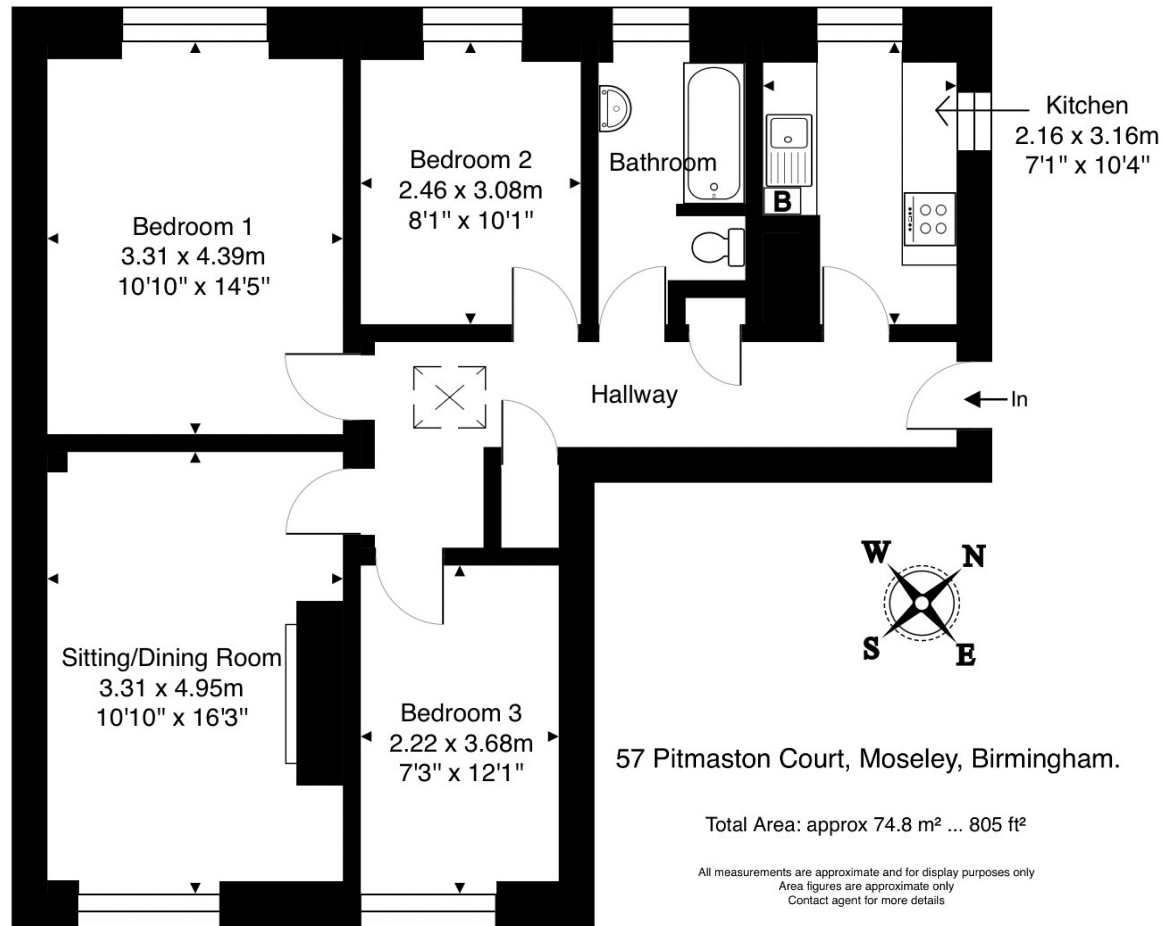 Bedroom 1
3.31 x 4.39m
10'10" x 14'5"
Bedroom 2
2.46 x 3.08m
8'1" x 10'1"
Bathroom
B
Kitchen
2.16 x 3.16m
7'1" x 10'4"
Hallway
In
Sitting/Dining Room
3.31 x 4.95m
10'10" x 16'3"
Bedroom 3
2.22 x 3.68m
7'3" x 12'1"
W N
S E
57 Pitmaston Court, Moseley, Birmingham.
Total Area: approx 74.8 m² ... 805 ft²
All measurements are approximate and for display purposes only
Area figures are approximate only
Contact agent for more details